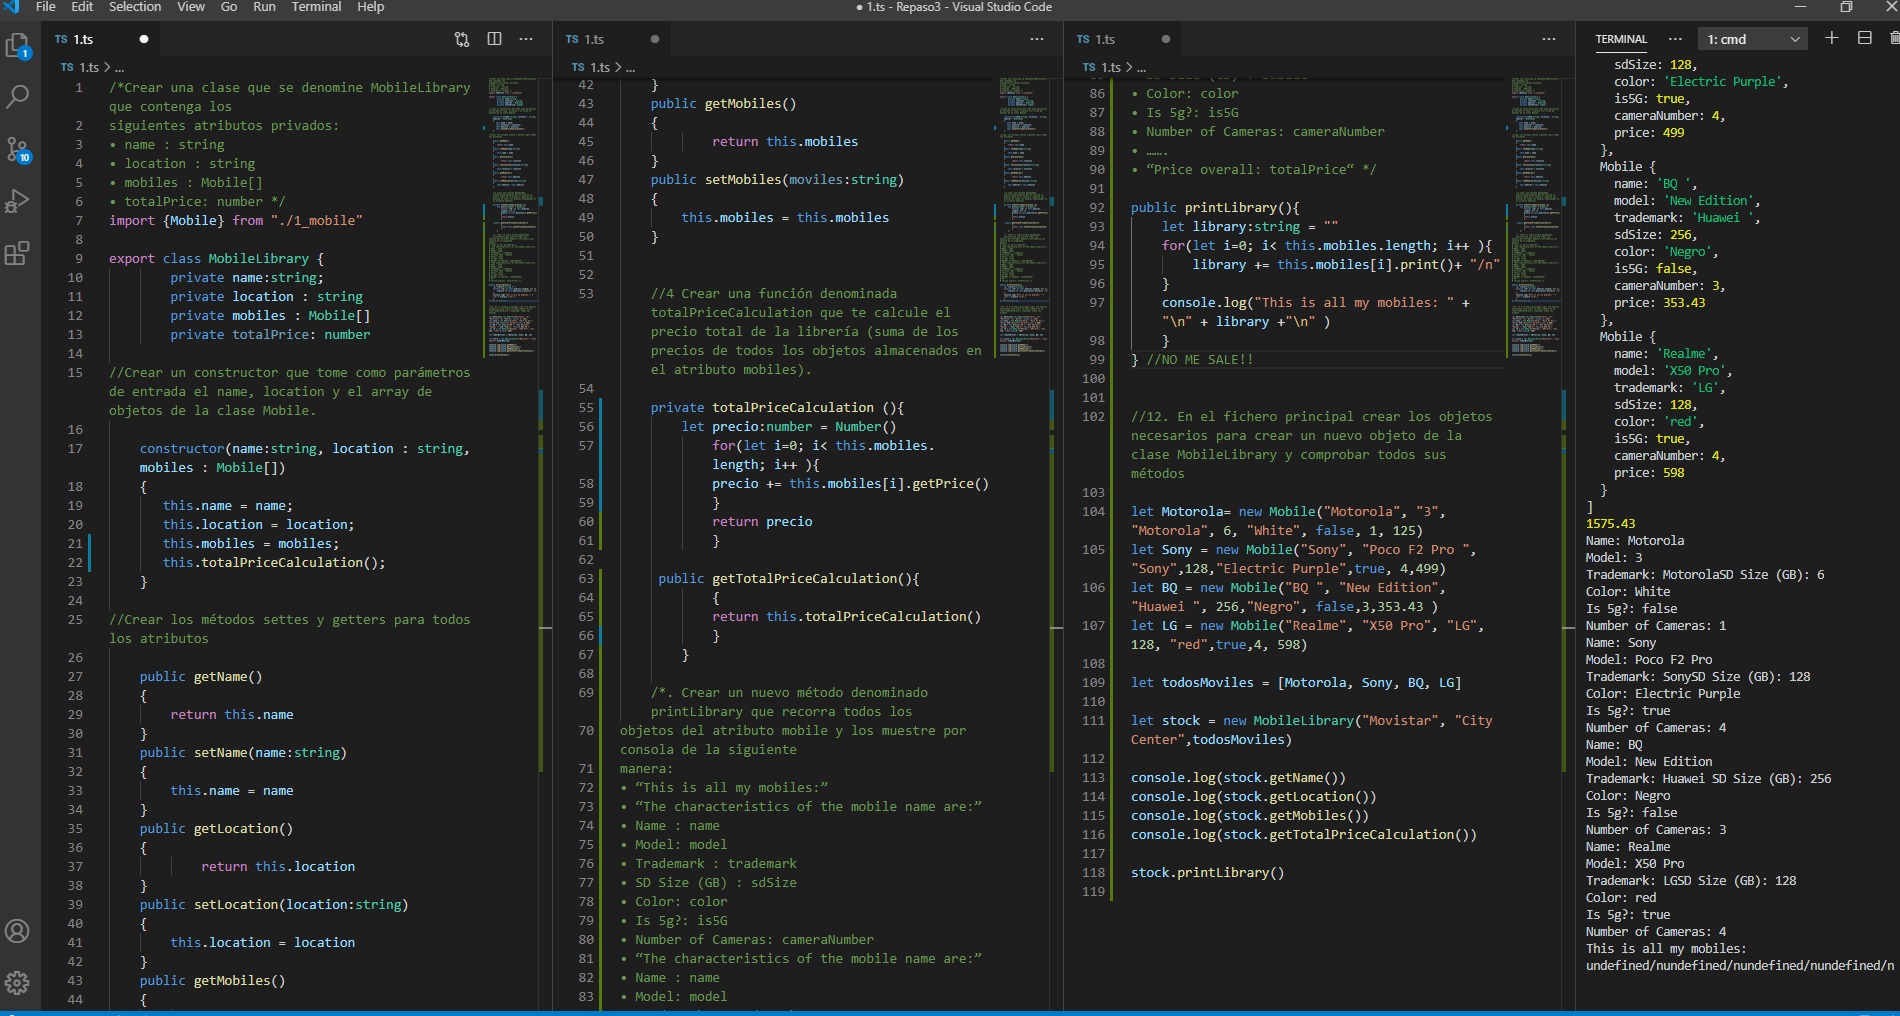 File Edit Selection View Go Run Terminal Help
● 1.ts - Repaso3 - Visual Studio Code
TS 1.ts
TS 1.ts > ...
1 /*Crear una clase que se denomine MobileLibrary
que contenga los
2 siguientes atributos privados:
3 • name : string
4 • location : string
5 • mobiles : Mobile[]
6 • totalPrice: number */
7 import {Mobile} from "./1_mobile"
8
9 export class MobileLibrary {
10 private name:string;
11 private location : string
12 private mobiles : Mobile[]
13 private totalPrice: number
14
15 //Crear un constructor que tome como parámetros
de entrada el name, location y el array de
objetos de la clase Mobile.
16
17 constructor(name:string, location : string,
mobiles : Mobile[])
18 {
19 this.name = name;
20 this.location = location;
21 this.mobiles = mobiles;
22 this.totalPriceCalculation();
23 }
24
25 //Crear los métodos settes y getters para todos
los atributos
26
27 public getName()
28 {
29 return this.name
30 }
31 public setName(name:string)
32 {
33 this.name = name
34 }
35 public getLocation()
36 {
37 return this.location
38 }
39 public setLocation(location:string)
40 {
41 this.location = location
42 }
43 public getMobiles()
44 {
TS 1.ts
TS 1.ts > ...
42 }
43 public getMobiles()
44 {
45 return this.mobiles
46 }
47 public setMobiles(moviles:string)
48 {
49 this.mobiles = this.mobiles
50 }
51
52
53 //4 Crear una función denominada
totalPriceCalculation que te calcule el
precio total de la librería (suma de los
precios de todos los objetos almacenados en
el atributo mobiles).
54
55 private totalPriceCalculation (){
56 let precio:number = Number()
57 for(let i=0; i< this.mobiles.
length; i++ ){
58 precio += this.mobiles[i].getPrice()
59 }
60 return precio
61 }
62
63 public getTotalPriceCalculation(){
64 {
65 return this.totalPriceCalculation()
66 }
67 }
68
69 /*. Crear un nuevo método denominado
printLibrary que recorra todos los
70 objetos del atributo mobile y los muestre por
consola de la siguiente
71 manera:
72 • “This is all my mobiles:”
73 • “The characteristics of the mobile name are:”
74 • Name : name
75 • Model: model
76 • Trademark : trademark
77 • SD Size (GB) : sdSize
78 • Color: color
79 • Is 5g?: is5G
80 • Number of Cameras: cameraNumber
81 • “The characteristics of the mobile name are:”
82 • Name : name
83 • Model: model
TS 1.ts
TS 1.ts > ...
86 • Color: color
87 • Is 5g?: is5G
88 • Number of Cameras: cameraNumber
89 • …….
90 • “Price overall: totalPrice“ */
91
92 public printLibrary(){
93 let library:string = ""
94 for(let i=0; i< this.mobiles.length; i++ ){
95 library += this.mobiles[i].print()+ "/n"
96 }
97 console.log("This is all my mobiles: " +
"\n" + library +"\n" )
98 }
99 } //NO ME SALE!!
100
101
102 //12. En el fichero principal crear los objetos
necesarios para crear un nuevo objeto de la
clase MobileLibrary y comprobar todos sus
métodos
103
104 let Motorola= new Mobile("Motorola", "3",
"Motorola", 6, "White", false, 1, 125)
105 let Sony = new Mobile("Sony", "Poco F2 Pro ",
"Sony",128,"Electric Purple",true, 4,499)
106 let BQ = new Mobile("BQ ", "New Edition",
"Huawei ", 256,"Negro", false,3,353.43 )
107 let LG = new Mobile("Realme", "X50 Pro", "LG",
128, "red",true,4, 598)
108
109 let todosMoviles = [Motorola, Sony, BQ, LG]
110
111 let stock = new MobileLibrary("Movistar", "City
Center",todosMoviles)
112
113 console.log(stock.getName())
114 console.log(stock.getLocation())
115 console.log(stock.getMobiles())
116 console.log(stock.getTotalPriceCalculation())
117
118 stock.printLibrary()
119
TERMINAL ... 1: cmd
sdSize: 128,
color: 'Electric Purple',
is5G: true,
cameraNumber: 4,
price: 499
},
Mobile {
name: 'BQ ',
model: 'New Edition',
trademark: 'Huawei ',
sdSize: 256,
color: 'Negro',
is5G: false,
cameraNumber: 3,
price: 353.43
},
Mobile {
name: 'Realme',
model: 'X50 Pro',
trademark: 'LG',
sdSize: 128,
color: 'red',
is5G: true,
cameraNumber: 4,
price: 598
}
]
1575.43
Name: Motorola
Model: 3
Trademark: MotorolaSD Size (GB): 6
Color: White
Is 5g?: false
Number of Cameras: 1
Name: Sony
Model: Poco F2 Pro
Trademark: SonySD Size (GB): 128
Color: Electric Purple
Is 5g?: true
Number of Cameras: 4
Name: BQ
Model: New Edition
Trademark: Huawei SD Size (GB): 256
Color: Negro
Is 5g?: false
Number of Cameras: 3
Name: Realme
Model: X50 Pro
Trademark: LGSD Size (GB): 128
Color: red
Is 5g?: true
Number of Cameras: 4
This is all my mobiles:
undefined/nundefined/nundefined/nundefined/n
1
10